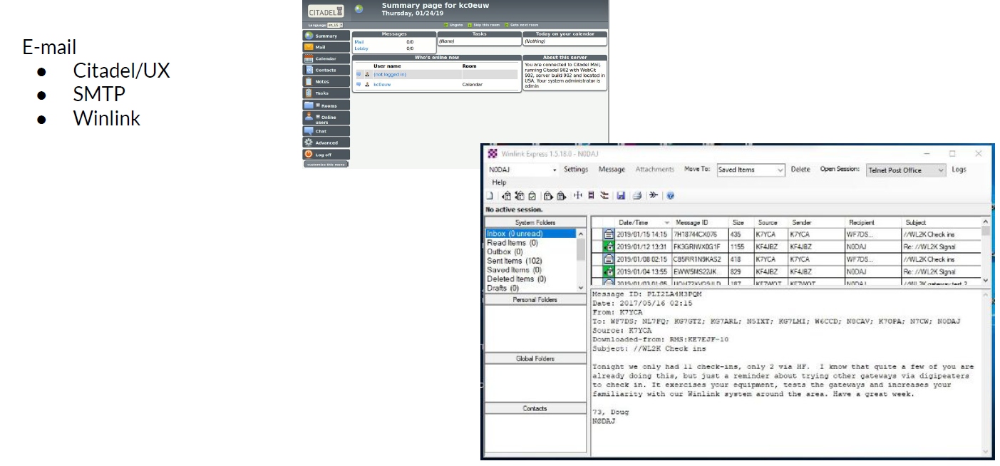 E-mail
● Citadel/UX
● SMTP
● Winlink
CITADEL
Summary page for kc0euw
Thursday, 01/24/19
Language: en_US
Ungoto Skip this room Goto next room
Summary
Mail
Calendar
Contacts
Notes
Tasks
Rooms
Online
users
Chat
Advanced
Log off
customize this menu
Messages
Mail 0/0
Lobby 0/0
Tasks
(None)
Today on your calendar
(Nothing)
Who's online now
User name Room
(not logged in)
kc0euw Calendar
About this server
You are connected to Citadel Mail,
running Citadel 902 with WebCit
902, server build 902 and located in
USA. Your system administrator is
admin
Winlink Express 1.5.18.0 - N0DAJ
N0DAJ Settings Message Attachments Move To: Saved Items Delete Open Session: Telnet Post Office Logs
Help
No active session.
System Folders
Inbox (0 unread)
Read Items (0)
Outbox (0)
Sent Items (102)
Saved Items (0)
Deleted Items (0)
Drafts (0)
Personal Folders
Global Folders
Contacts
Date/Time Message ID Size Source Sender Recipient Subject
2019/01/15 14:15 7H18744CX076 435 K7YCA K7YCA WF7DS... //WL2K Check ins
2019/01/12 13:31 FK3GRIWX0G1F 1155 KF4JBZ KF4JBZ N0DAJ Re: //WL2K Signal
2019/01/08 02:15 CB5RR1N9KAS2 418 K7YCA K7YCA WF7DS... //WL2K Check ins
2019/01/04 13:55 EWW5MS22JK... 829 KF4JBZ KF4JBZ N0DAJ Re: //WL2K Signal
2019/01/03 01:05 187 KE7WOT KE7WOT N0DAJ //WL2K gateway test 2
Message ID: PLI2LA4H3PQM
Date: 2017/05/16 02:15
From: K7YCA
To: WF7DS; NL7FQ; KG7GTZ; KG7ARL; N5IXT; KG7LMI; W6CCD; N8CAV; K7OPA; N7CW; N0DAJ
Source: K7YCA
Downloaded-from: RMS:KE7EJF-10
Subject: //WL2K Check ins
Tonight we only had 11 check-ins, only 2 via HF. I know that quite a few of you are
already doing this, but just a reminder about trying other gateways via digipeaters
to check in. It exercises your equipment, tests the gateways and increases your
familiarity with our Winlink system around the area. Have a great week.
73, Doug
N0DAJ